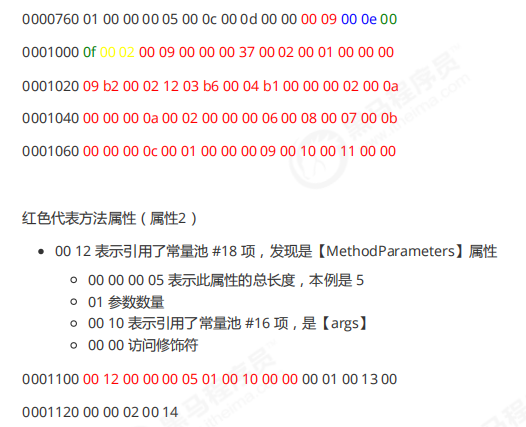 0000760 01 00 00 00 05 00 0c 00 0d 00 00 00 09 00 0e 00
0001000 0f 00 02 00 09 00 00 00 37 00 02 00 01 00 00 00
0001020 09 b2 00 02 12 03 b6 00 04 b1 00 00 00 02 00 0a
0001040 00 00 00 0a 00 02 00 00 00 06 00 08 00 07 00 0b
0001060 00 00 00 0c 00 01 00 00 00 09 00 10 00 11 00 00
红色代表方法属性（属性2）
• 00 12 表示引用了常量池 #18 项，发现是【MethodParameters】属性
○ 00 00 00 05 表示此属性的总长度，本例是 5
○ 01 参数数量
○ 00 10 表示引用了常量池 #16 项，是【args】
○ 00 00 访问修饰符
0001100 00 12 00 00 00 05 01 00 10 00 00 00 01 00 13 00
0001120 00 00 02 00 14